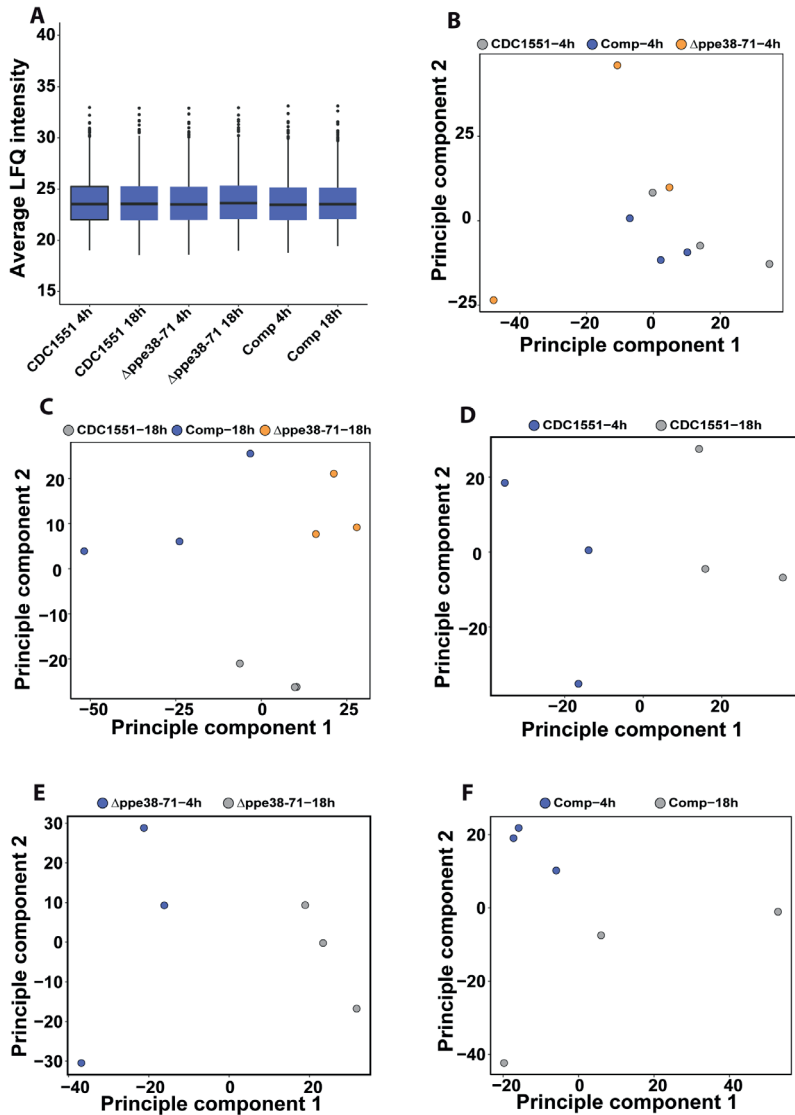 A
Average LFQ intensity
40
35
30
25
20
15
CDC1551 4h
CDC1551 18h
Δppe38-71 4h
Δppe38-71 18h
Comp 4h
Comp 18h
B
CDC1551−4h Comp−4h Δppe38−71−4h
Principle component 2
25
0
−25
−40 −20 0 20
Principle component 1
C
CDC1551−18h Comp−18h Δppe38−71−18h
Principle component 2
20
10
0
−10
−20
−50 −25 0 25
Principle component 1
D
CDC1551−4h CDC1551−18h
Principle component 2
20
0
−20
−20 0 20
Principle component 1
E
Δppe38−71−4h Δppe38−71−18h
Principle component 2
30
20
10
0
−10
−20
−30
−40 −20 0 20
Principle component 1
F
Comp−4h Comp−18h
Principle component 2
20
0
−20
−40
−20 0 20 40
Principle component 1